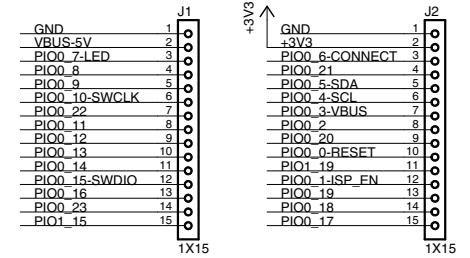 J1
GND 1
VBUS-5V 2
PIO0_7-LED 3
PIO0_8 4
PIO0_9 5
PIO0_10-SWCLK 6
PIO0_22 7
PIO0_11 8
PIO0_12 9
PIO0_13 10
PIO0_14 11
PIO0_15-SWDIO 12
PIO0_16 13
PIO0_23 14
PIO1_15 15
1X15
+3V3
J2
GND 1
+3V3 2
PIO0_6-CONNECT 3
PIO0_21 4
PIO0_5-SDA 5
PIO0_4-SCL 6
PIO0_3-VBUS 7
PIO0_2 8
PIO0_20 9
PIO0_0-RESET 10
PIO1_19 11
PIO0_1-ISP_EN 12
PIO0_19 13
PIO0_18 14
PIO0_17 15
1X15